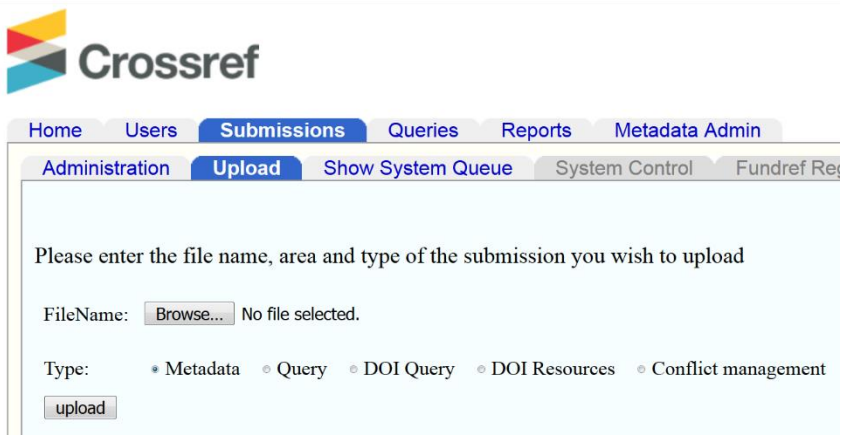 Crossref
Home Users Submissions Queries Reports Metadata Admin
Administration Upload Show System Queue System Control Fundref Reg
Please enter the file name, area and type of the submission you wish to upload
FileName: Browse... No file selected.
Type: Metadata Query DOI Query DOI Resources Conflict management
upload